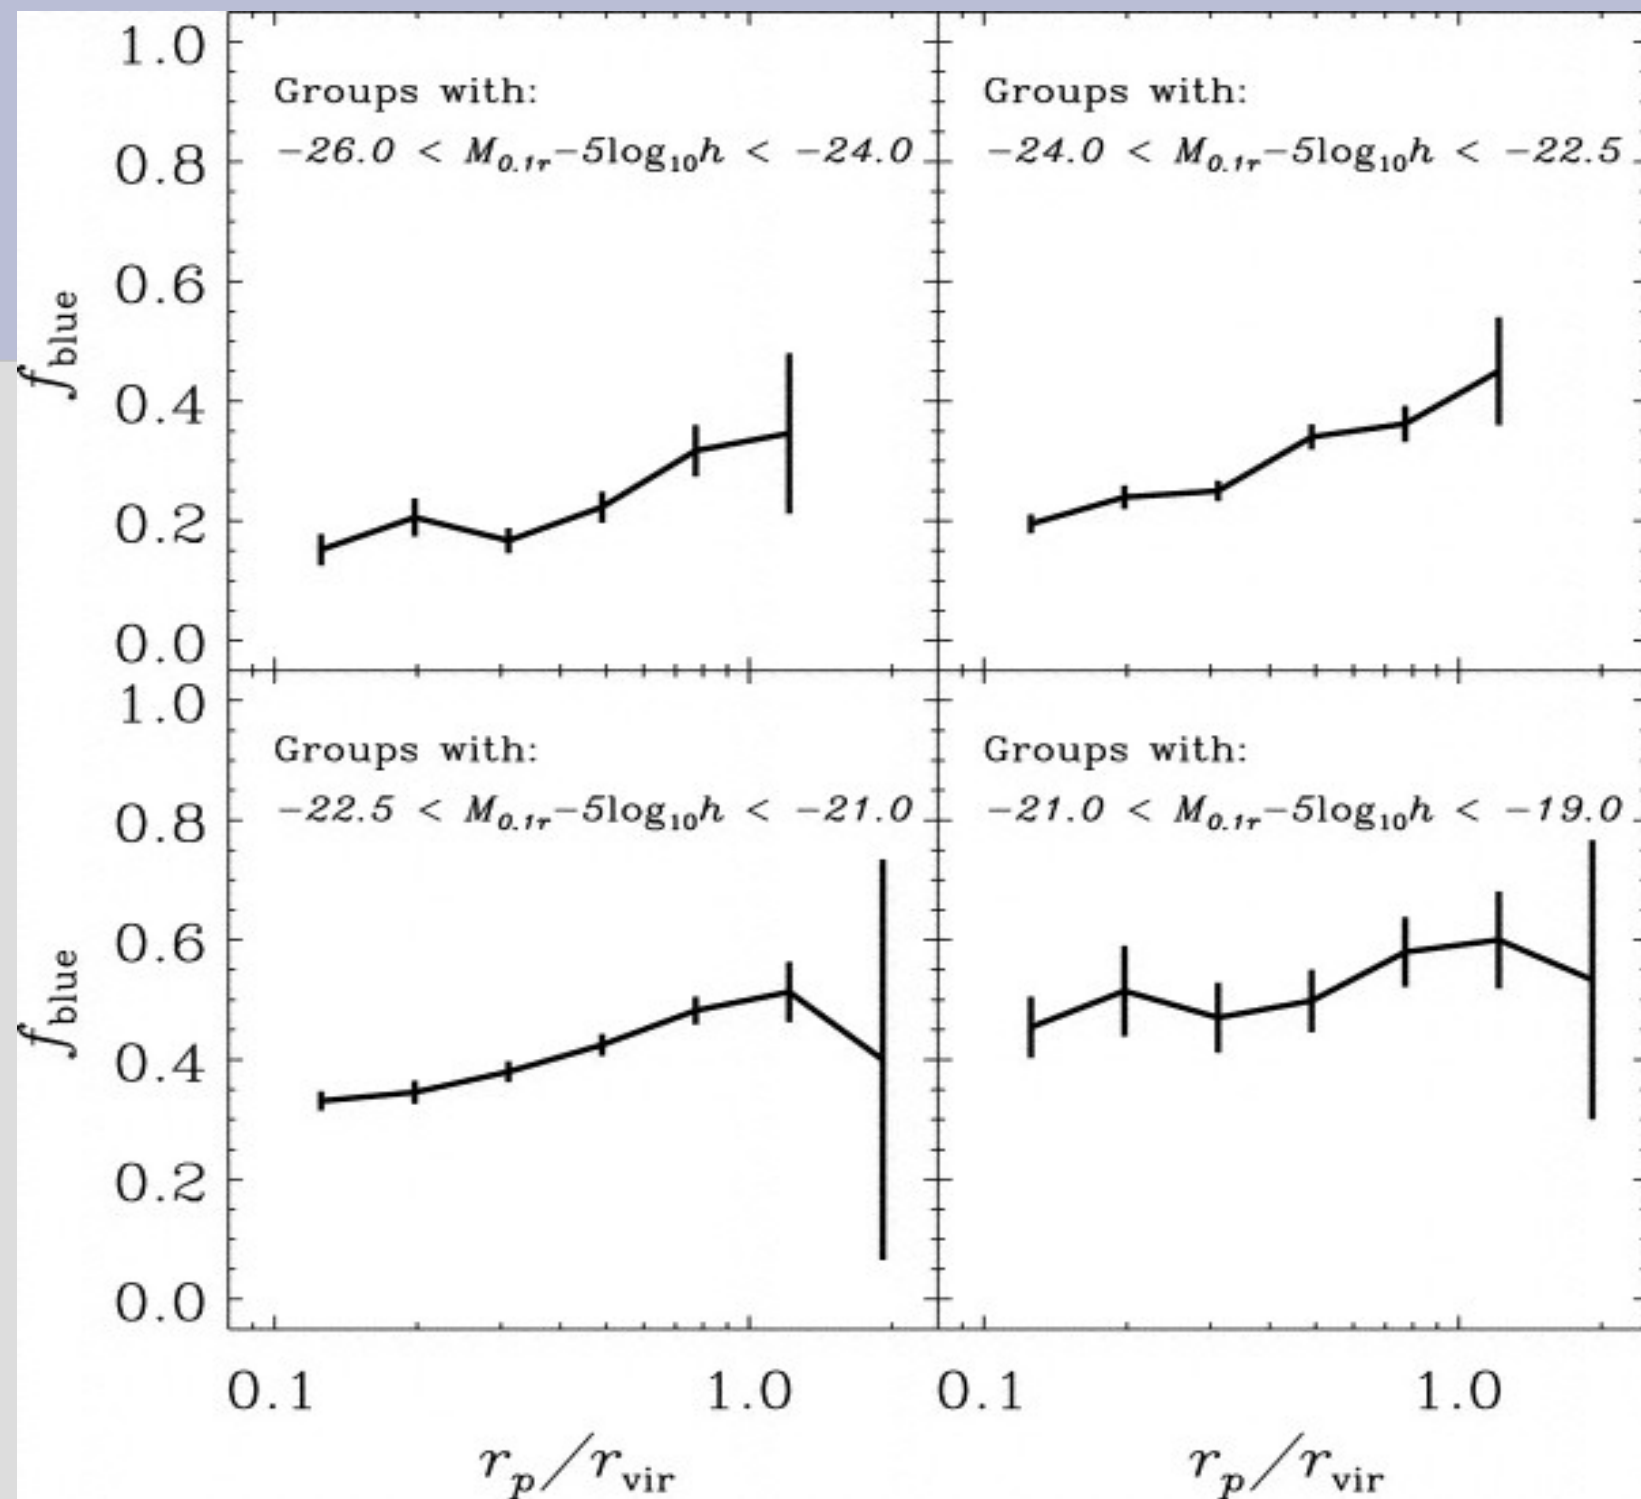 1.0
Groups with:
Groups with:
−26.0 < M0.1r−5log10h < −24.0
−24.0 < M0.1r−5log10h < −22.5
0.8
0.6
fblue
0.4
0.2
0.0
1.0
Groups with:
Groups with:
−22.5 < M0.1r−5log10h < −21.0
−21.0 < M0.1r−5log10h < −19.0
0.8
0.6
fblue
0.4
0.2
0.0
0.1 1.0 0.1 1.0
rp/rvir rp/rvir